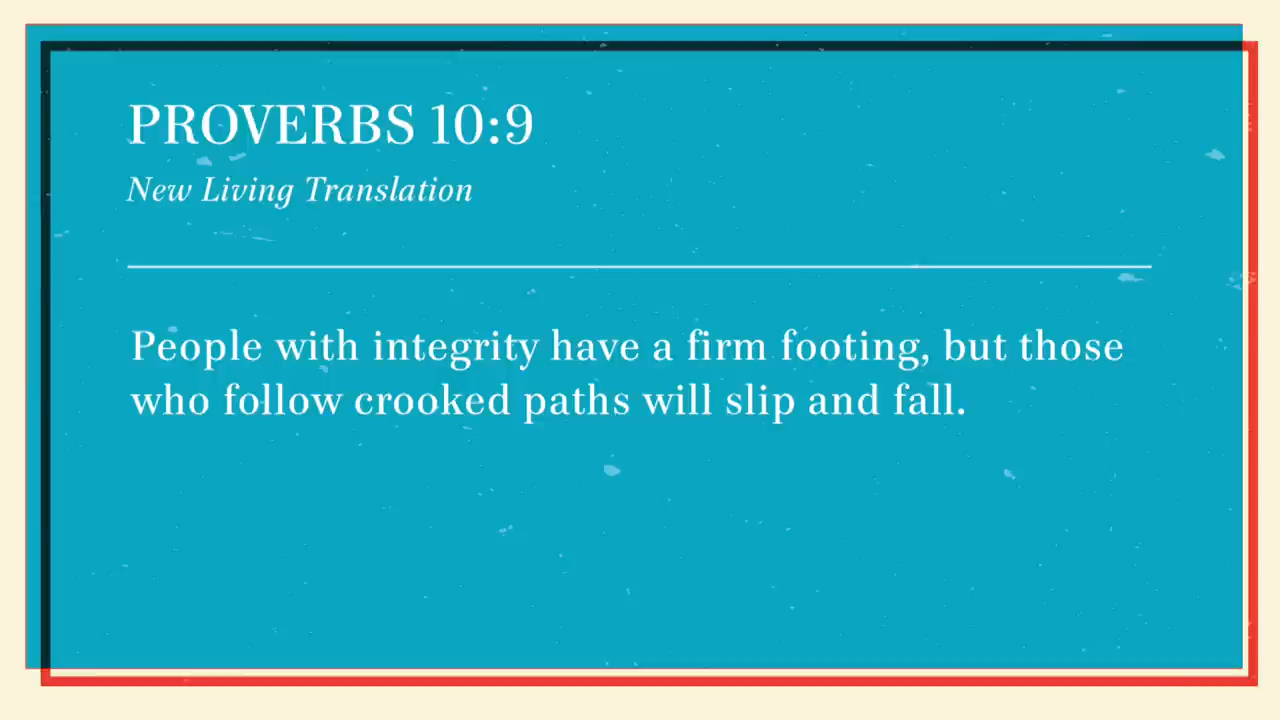 PROVERBS 10:9
New Living Translation
People with integrity have a firm footing, but those
who follow crooked paths will slip and fall.